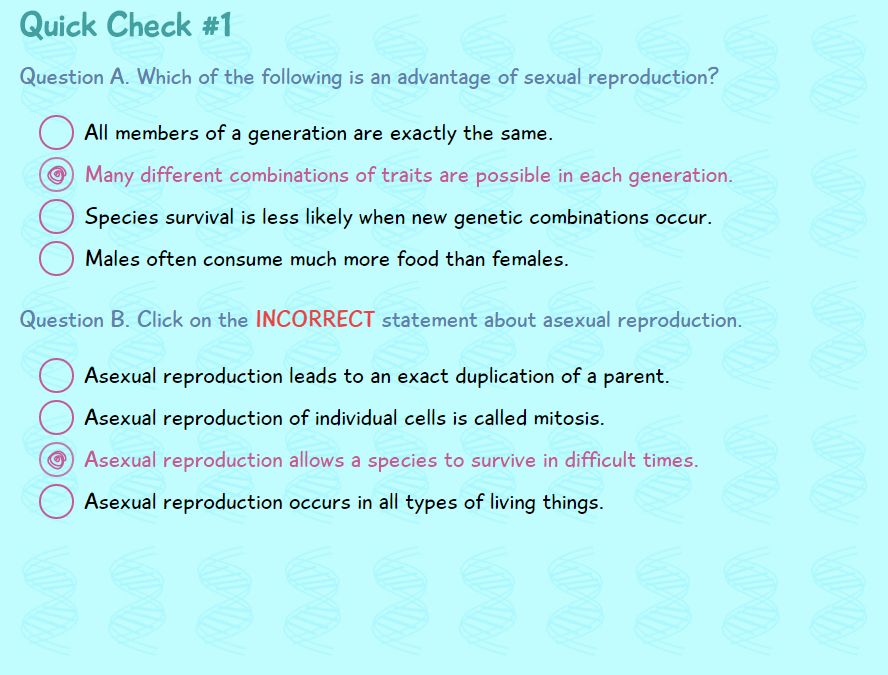 Quick Check #1
Question A. Which of the following is an advantage of sexual reproduction?
All members of a generation are exactly the same.
Many different combinations of traits are possible in each generation.
Species survival is less likely when new genetic combinations occur.
Males often consume much more food than females.
Question B. Click on the INCORRECT statement about asexual reproduction.
Asexual reproduction leads to an exact duplication of a parent.
Asexual reproduction of individual cells is called mitosis.
Asexual reproduction allows a species to survive in difficult times.
Asexual reproduction occurs in all types of living things.